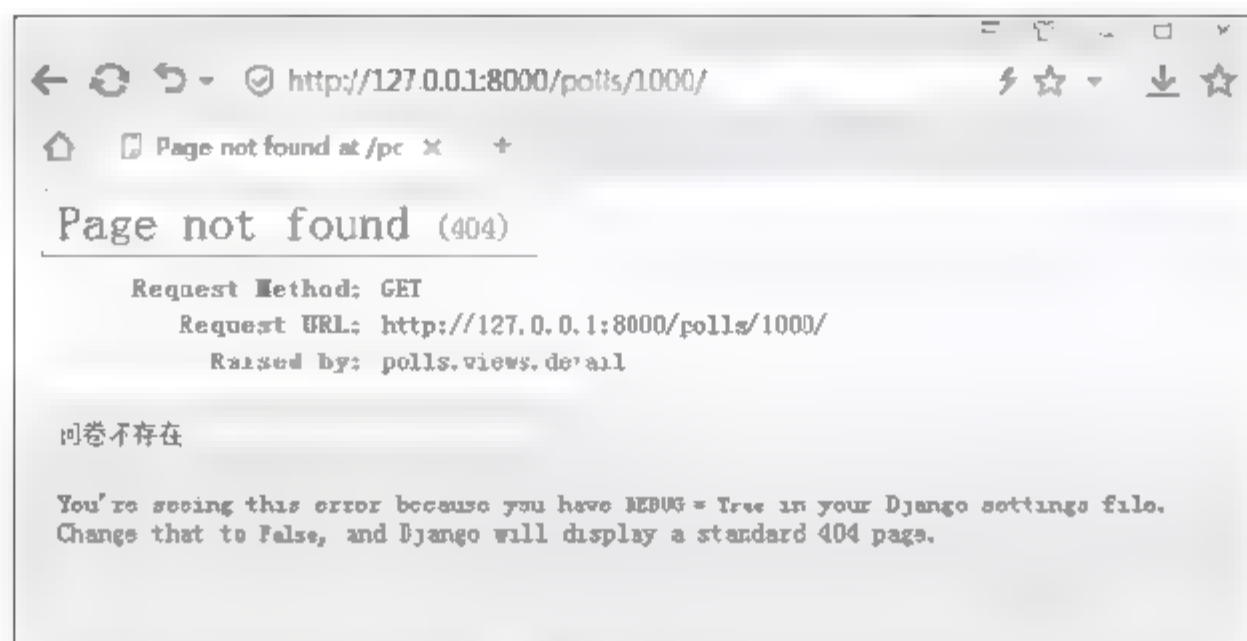 http://127.0.0.1:8000/polls/1000/
Page not found at /pc
Page not found (404)
Request Method: GET
Request URL: http://127.0.0.1:8000/polls/1000/
Raised by: polls.views.detail
问卷不存在
You're seeing this error because you have DEBUG = True in your Django settings file.
Change that to False, and Django will display a standard 404 page.